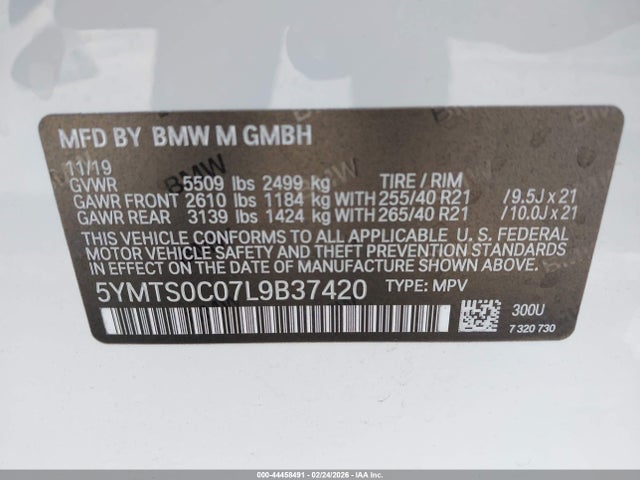 MFD BY BMW M GMBH
11/19
GVWR 5509 lbs 2499 kg TIRE / RIM
GAWR FRONT 2610 lbs 1184 kg WITH 255/40 R21 / 9.5J x 21
GAWR REAR 3139 lbs 1424 kg WITH 265/40 R21 / 10.0J x 21
THIS VEHICLE CONFORMS TO ALL APPLICABLE U. S. FEDERAL
MOTOR VEHICLE SAFETY AND THEFT PREVENTION STANDARDS
IN EFFECT ON THE DATE OF MANUFACTURE SHOWN ABOVE.
5YMTS0C07L9B37420 TYPE: MPV
300U
7 320 730
000-44458491 - 02/24/2026 - IAA Inc.